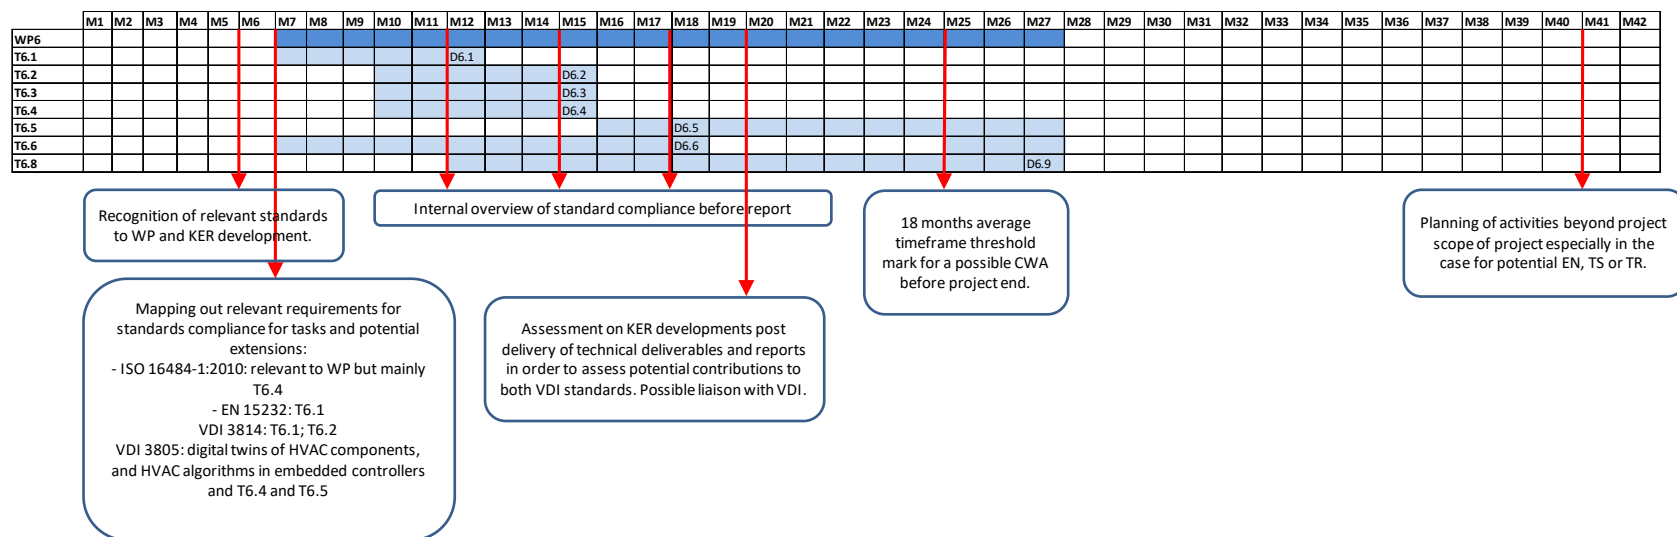 M1 M2 M3 M4 M5 M6 M7 M8 M9 M10 M11 M12 M13 M14 M15 M16 M17 M18 M19 M20 M21 M22 M23 M24 M25 M26 M27 M28 M29 M30 M31 M32 M33 M34 M35 M36 M37 M38 M39 M40 M41 M42
WP6
T6.1 D6.1
T6.2 D6.2
T6.3 D6.3
T6.4 D6.4
T6.5 D6.5
T6.6 D6.6
T6.8 D6.9
Recognition of relevant standards
to WP and KER development.
Internal overview of standard compliance before report
18 months average
timeframe threshold
mark for a possible CWA
before project end.
Planning of activities beyond project
scope of project especially in the
case for potential EN, TS or TR.
Mapping out relevant requirements for
standards compliance for tasks and potential
extensions:
- ISO 16484-1:2010: relevant to WP but mainly
T6.4
- EN 15232: T6.1
VDI 3814: T6.1; T6.2
VDI 3805: digital twins of HVAC components,
and HVAC algorithms in embedded controllers
and T6.4 and T6.5
Assessment on KER developments post
delivery of technical deliverables and reports
in order to assess potential contributions to
both VDI standards. Possible liaison with VDI.